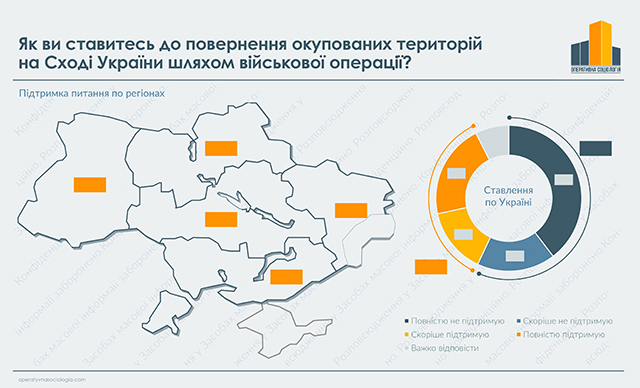 Як ви ставитесь до повернення окупованих територій
на Сході України шляхом військової операції?
ОПЕРАТИВНА СОЦІОЛОГІЯ
Підтримка питання по регіонах
Ставлення
по Україні
Повністю не підтримую
Скоріше не підтримую
Скоріше підтримую
Повністю підтримую
Важко відповісти
operatyvnasociologia.com